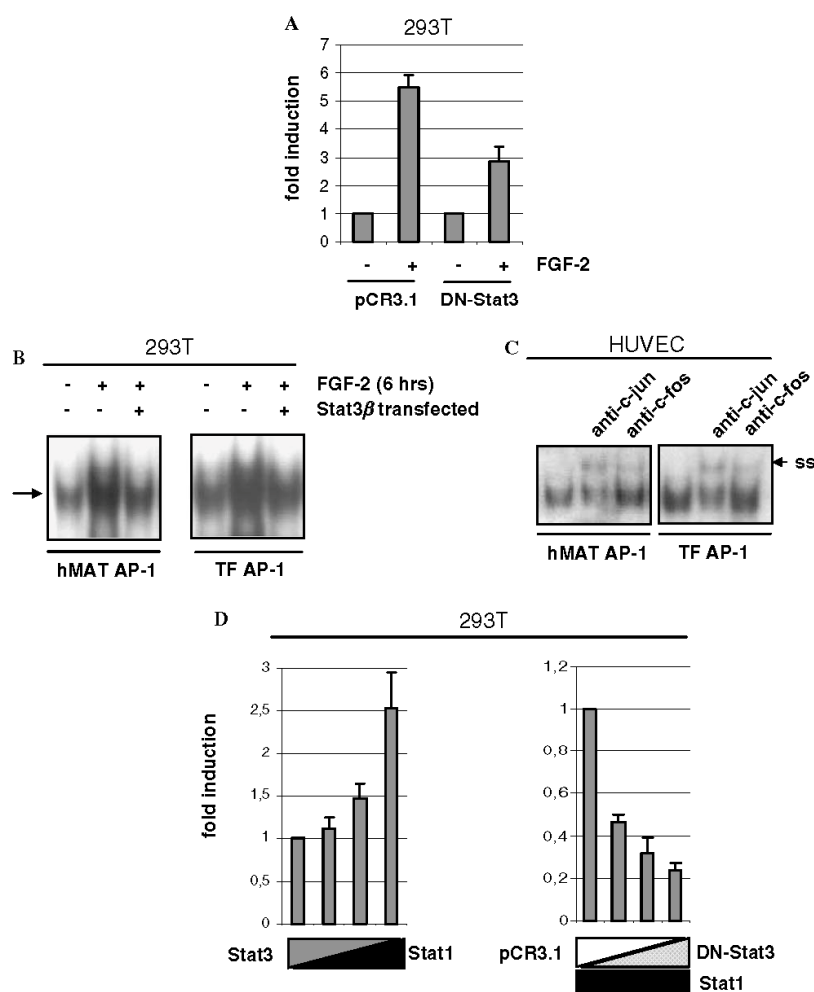 A
293T
fold induction
7
6
5
4
3
2
1
0
- + - + FGF-2
pCR3.1 DN-Stat3
B
293T
- + + - + + FGF-2 (6 hrs)
- - + - - + Stat3β transfected
hMAT AP-1 TF AP-1
C
HUVEC
anti-c-jun anti-c-fos anti-c-jun anti-c-fos
ss
hMAT AP-1 TF AP-1
D
293T
fold induction
3
2,5
2
1,5
1
0,5
0
Stat3 Stat1
1,2
1
0,8
0,6
0,4
0,2
0
pCR3.1 DN-Stat3
Stat1